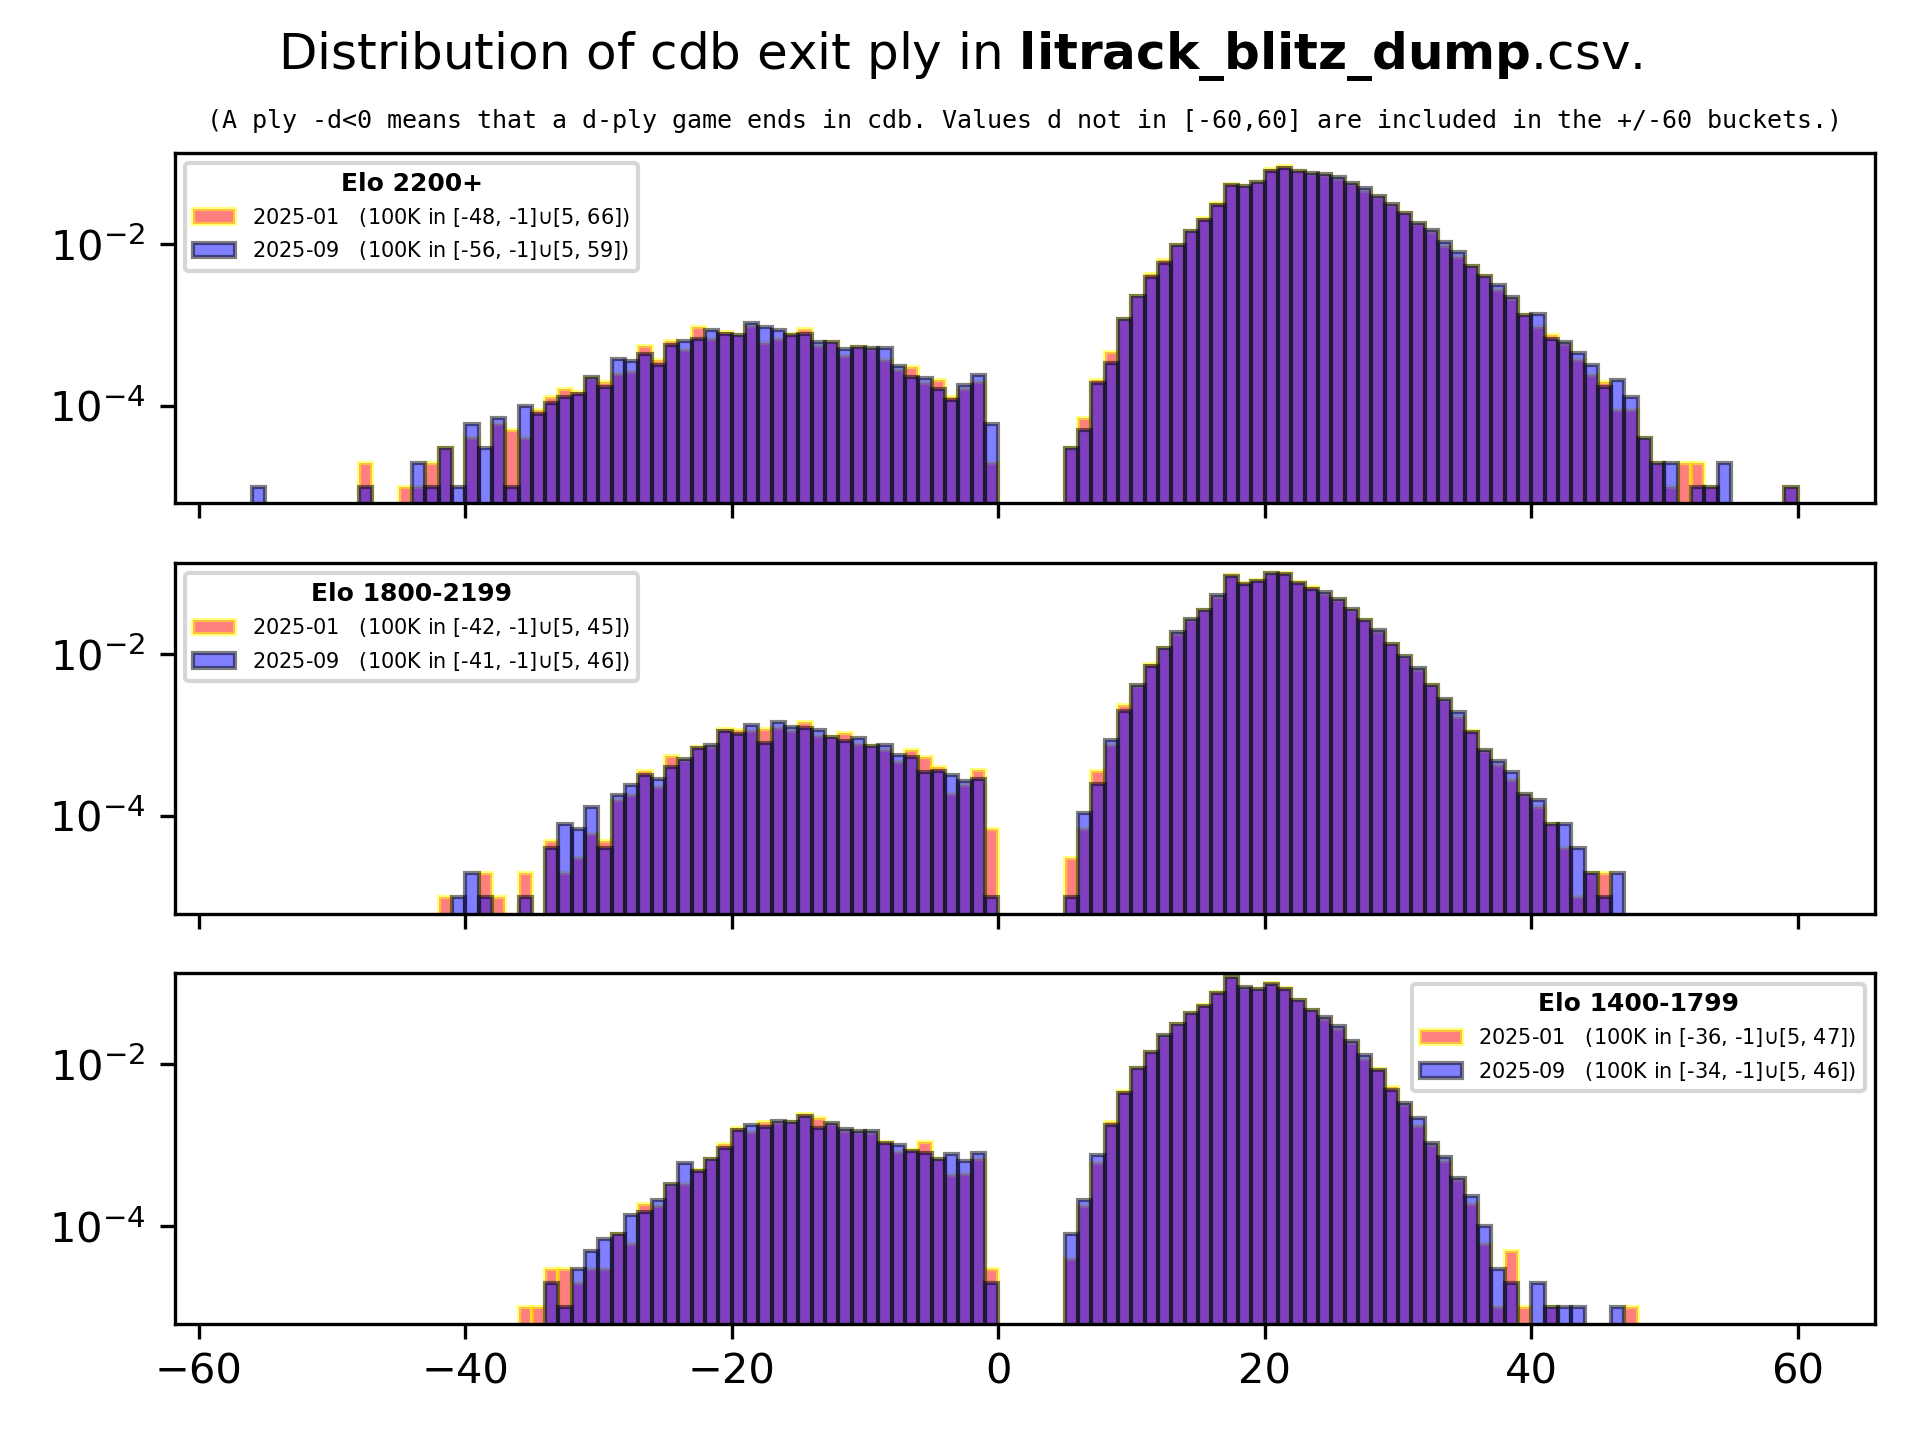 Distribution of cdb exit ply in litrack_blitz_dump.csv.
(A ply -d<0 means that a d-ply game ends in cdb. Values d not in [-60,60] are included in the +/-60 buckets.)
Elo 2200+
2025-01 (100K in [-48, -1]∪[5, 66])
2025-09 (100K in [-56, -1]∪[5, 59])
10⁻²
10⁻⁴
Elo 1800-2199
2025-01 (100K in [-42, -1]∪[5, 45])
2025-09 (100K in [-41, -1]∪[5, 46])
10⁻²
10⁻⁴
Elo 1400-1799
2025-01 (100K in [-36, -1]∪[5, 47])
2025-09 (100K in [-34, -1]∪[5, 46])
10⁻²
10⁻⁴
−60 −40 −20 0 20 40 60